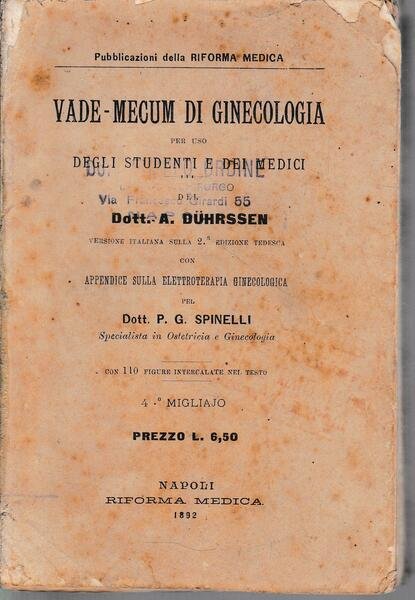 Pubblicazioni della RIFORMA MEDICA
VADE-MECUM DI GINECOLOGIA
PER USO
DEGLI STUDENTI E DEI MEDICI
ORDINE
DEL
URGO
Via Francesco Girardi 55
Dott. A. DÜHRSSEN
VERSIONE ITALIANA SULLA 2.ª EDIZIONE TEDESCA
CON
APPENDICE SULLA ELETTROTERAPIA GINECOLOGICA
PEL
Dott. P. G. SPINELLI
Specialista in Ostetricia e Ginecologia
CON 110 FIGURE INTERCALATE NEL TESTO
4.º MIGLIAJO
PREZZO L. 6,50
NAPOLI
RIFORMA MEDICA
1892